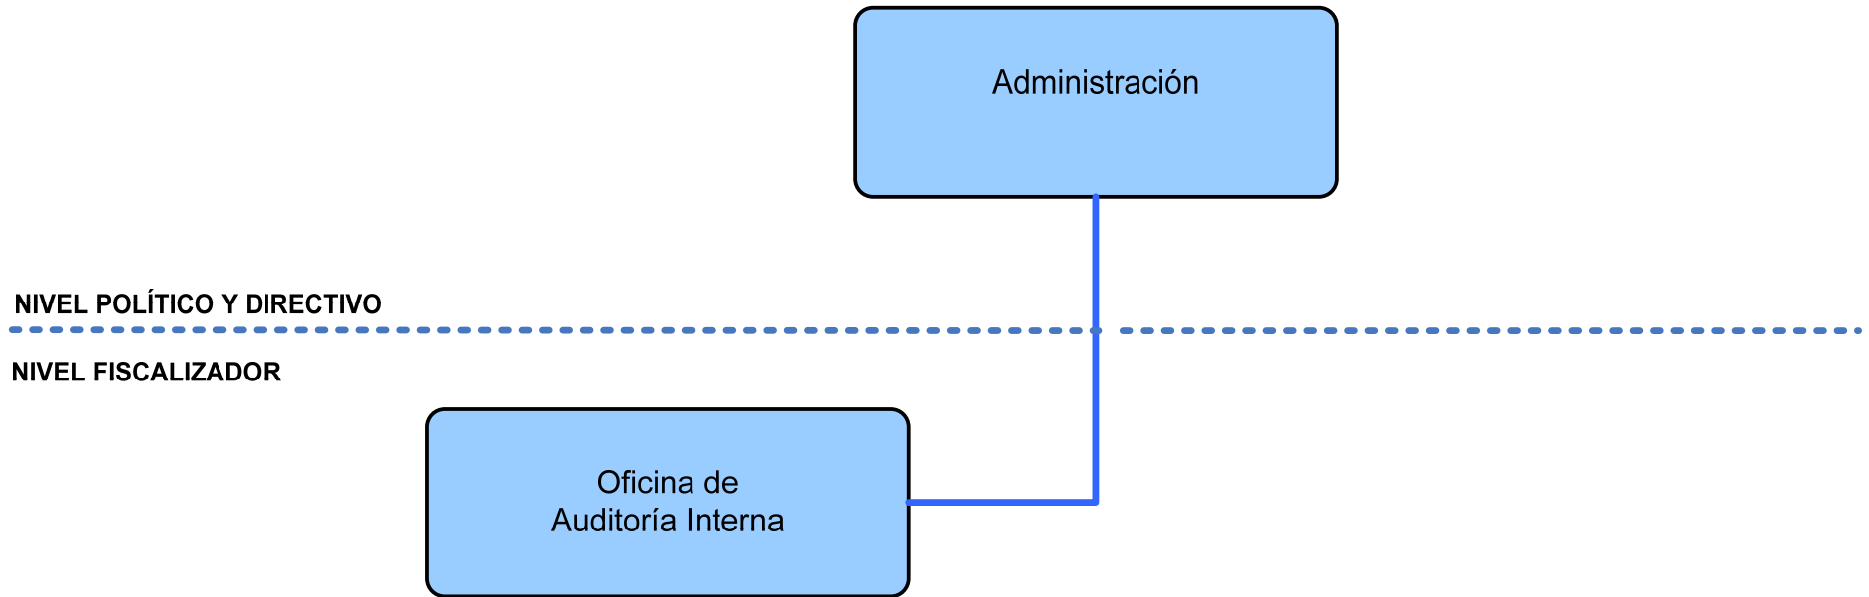 Administración
NIVEL POLÍTICO Y DIRECTIVO
NIVEL FISCALIZADOR
Oficina de
Auditoría Interna